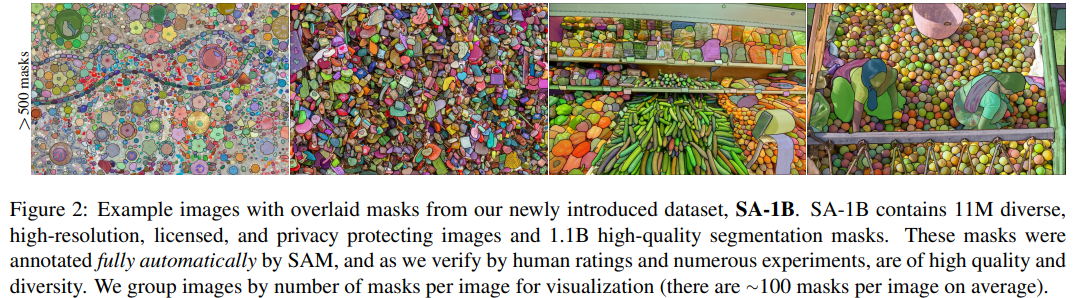 > 500 masks
Figure 2: Example images with overlaid masks from our newly introduced dataset, SA-1B. SA-1B contains 11M diverse,
high-resolution, licensed, and privacy protecting images and 1.1B high-quality segmentation masks. These masks were
annotated fully automatically by SAM, and as we verify by human ratings and numerous experiments, are of high quality and
diversity. We group images by number of masks per image for visualization (there are ∼100 masks per image on average).